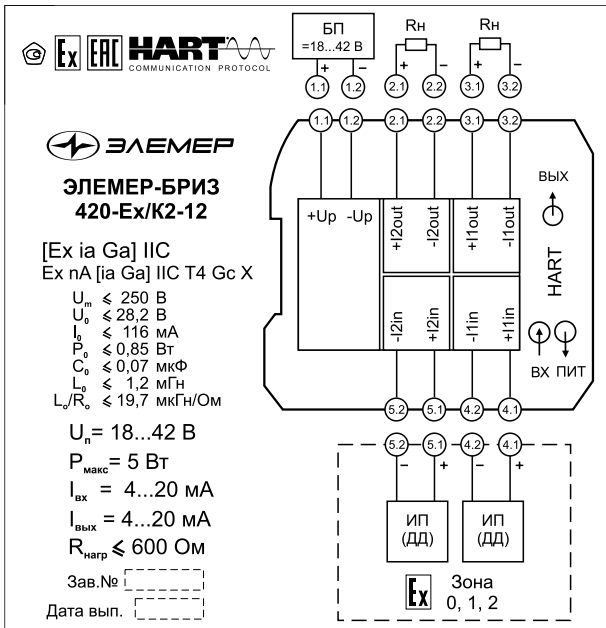 Ex
EAC
HART
COMMUNICATION PROTOCOL
ЭЛЕМЕР
ЭЛЕМЕР-БРИЗ
420-Ex/К2-12
[Ex ia Ga] IIC
Ex nA [ia Ga] IIC T4 Gc X
Um ⩽ 250 В
U0 ⩽ 28,2 В
I0 ⩽ 116 мА
P0 ⩽ 0,85 Вт
C0 ⩽ 0,07 мкФ
L0 ⩽ 1,2 мГн
Lo/Ro ⩽ 19,7 мкГн/Ом
Uп= 18...42 В
Pмакс= 5 Вт
Iвх = 4...20 мА
Iвых = 4...20 мА
Rнагр ⩽ 600 Ом
Зав.№
Дата вып.
БП
=18...42 В
Rн
Rн
+ − + − + −
1.1 1.2 2.1 2.2 3.1 3.2
1.1 1.2 2.1 2.2 3.1 3.2
+Up -Up
+I2out
-I2out
+I1out
-I1out
-I2in
+I2in
-I1in
+I1in
ВЫХ
HART
ВХ ПИТ
5.2 5.1 4.2 4.1
5.2 5.1 4.2 4.1
− + − +
ИП
(ДД)
ИП
(ДД)
Ex
Зона
0, 1, 2